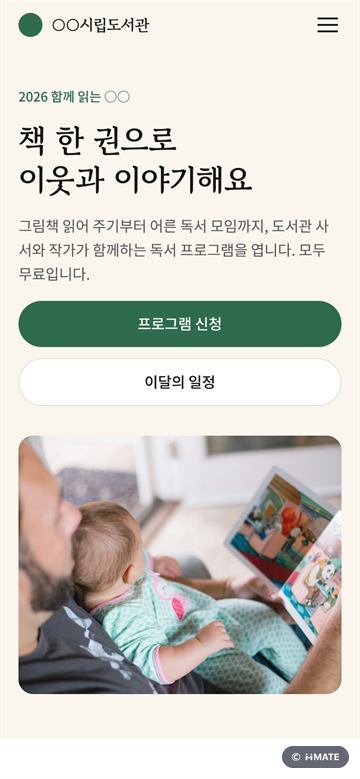 ○○시립도서관
2026 함께 읽는 ○○
책 한 권으로
이웃과 이야기해요
그림책 읽어 주기부터 어른 독서 모임까지, 도서관 사
서와 작가가 함께하는 독서 프로그램을 엽니다. 모두
무료입니다.
프로그램 신청
이달의 일정
© HMATE